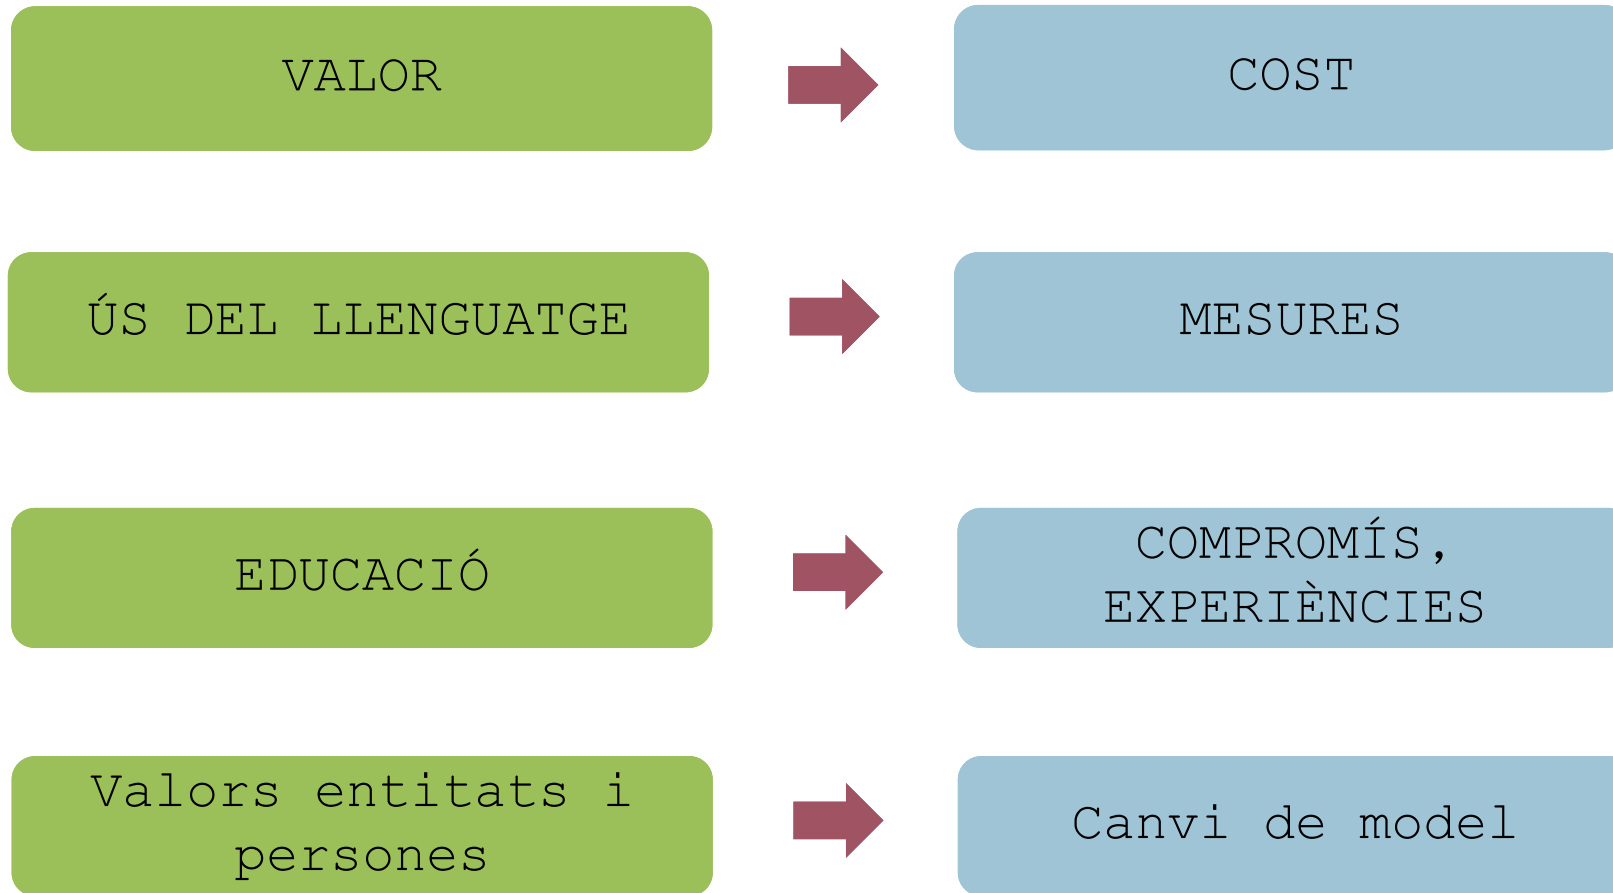 VALOR
COST
ÚS DEL LLENGUATGE
MESURES
EDUCACIÓ
COMPROMÍS,
EXPERIÈNCIES
Valors entitats i
persones
Canvi de model